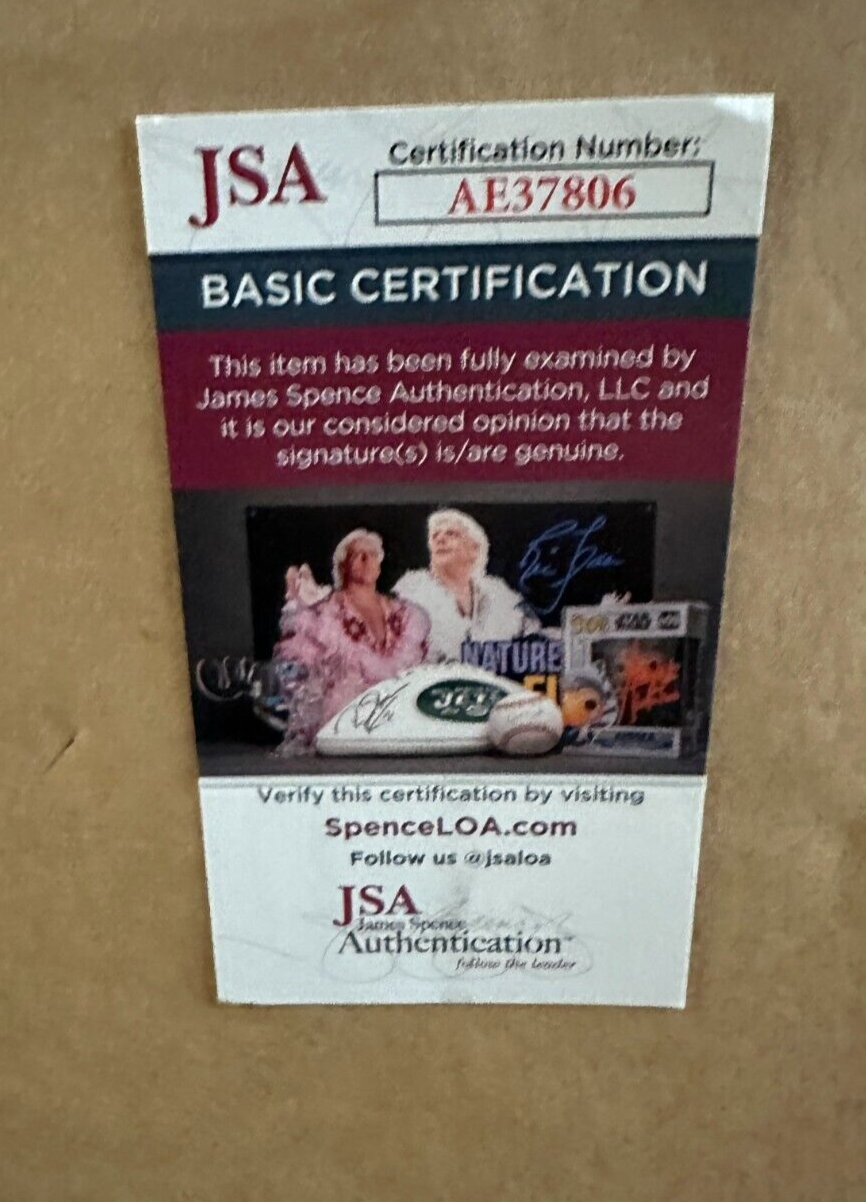 JSA
Certification Number:
AE37806
BASIC CERTIFICATION
This item has been fully examined by
James Spence Authentication, LLC and
it is our considered opinion that the
signature(s) is/are genuine.
NATURE
JETS
Verify this certification by visiting
SpenceLOA.com
Follow us @jsaloa
JSA
James Spence
Authentication
follow the leader